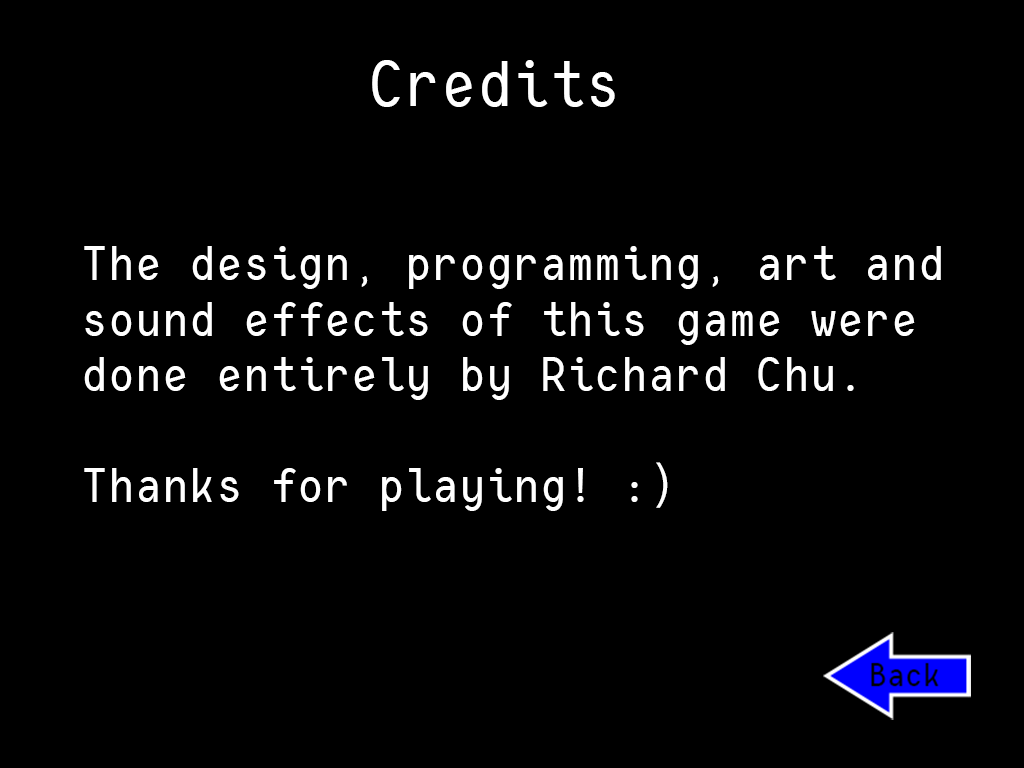 Credits
The design, programming, art and
sound effects of this game were
done entirely by Richard Chu.
Thanks for playing! :)
Back